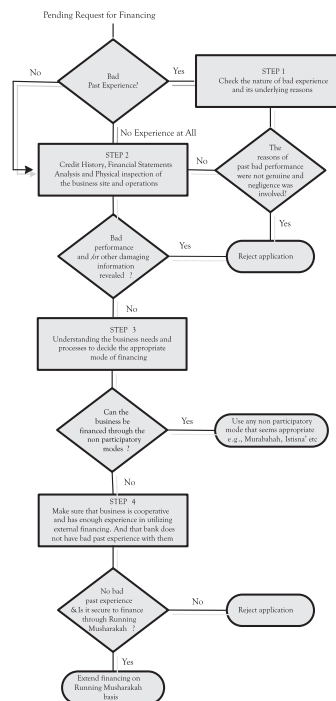 Pending Request for Financing
Bad
Past Experience?
No
Yes
STEP 1
Check the nature of bad experience
and its underlying reasons
No Experience at All
STEP 2
Credit History, Financial Statements
Analysis and Physical inspection of
the business site and operations
No
The
reasons of
past bad performance
were not genuine and
negligence was
involved?
Yes
Bad
performance
and /or other damaging
information
revealed ?
Yes
Reject application
No
STEP 3
Understanding the business needs and
processes to decide the appropriate
mode of financing
Can the
business be
financed through the
non participatory
modes ?
Yes
Use any non participatory
mode that seems appropriate
e.g., Murabahah, Istisna' etc
No
STEP 4
Make sure that business is cooperative
and has enough experience in utilizing
external financing. And that bank does
not have bad past experience with them
No bad
past experience
&Is it secure to finance
through Running
Musharakah ?
No
Reject application
Yes
Extend financing on
Running Musharakah
basis